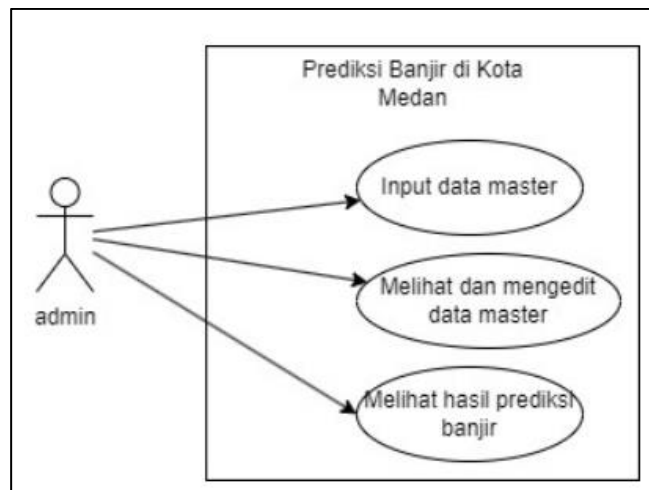 Prediksi Banjir di Kota
Medan
Input data master
Melihat dan mengedit
data master
admin
Melihat hasil prediksi
banjir